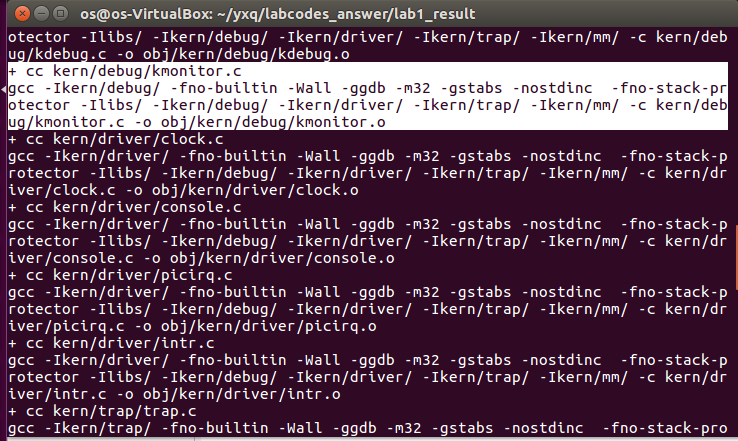 os@os-VirtualBox: ~/yxq/labcodes_answer/lab1_result
otector -Ilibs/ -Ikern/debug/ -Ikern/driver/ -Ikern/trap/ -Ikern/mm/ -c kern/deb
ug/kdebug.c -o obj/kern/debug/kdebug.o
+ cc kern/debug/kmonitor.c
gcc -Ikern/debug/ -fno-builtin -Wall -ggdb -m32 -gstabs -nostdinc  -fno-stack-pr
otector -Ilibs/ -Ikern/debug/ -Ikern/driver/ -Ikern/trap/ -Ikern/mm/ -c kern/deb
ug/kmonitor.c -o obj/kern/debug/kmonitor.o
+ cc kern/driver/clock.c
gcc -Ikern/driver/ -fno-builtin -Wall -ggdb -m32 -gstabs -nostdinc  -fno-stack-p
rotector -Ilibs/ -Ikern/debug/ -Ikern/driver/ -Ikern/trap/ -Ikern/mm/ -c kern/dr
iver/clock.c -o obj/kern/driver/clock.o
+ cc kern/driver/console.c
gcc -Ikern/driver/ -fno-builtin -Wall -ggdb -m32 -gstabs -nostdinc  -fno-stack-p
rotector -Ilibs/ -Ikern/debug/ -Ikern/driver/ -Ikern/trap/ -Ikern/mm/ -c kern/dr
iver/console.c -o obj/kern/driver/console.o
+ cc kern/driver/picirq.c
gcc -Ikern/driver/ -fno-builtin -Wall -ggdb -m32 -gstabs -nostdinc  -fno-stack-p
rotector -Ilibs/ -Ikern/debug/ -Ikern/driver/ -Ikern/trap/ -Ikern/mm/ -c kern/dr
iver/picirq.c -o obj/kern/driver/picirq.o
+ cc kern/driver/intr.c
gcc -Ikern/driver/ -fno-builtin -Wall -ggdb -m32 -gstabs -nostdinc  -fno-stack-p
rotector -Ilibs/ -Ikern/debug/ -Ikern/driver/ -Ikern/trap/ -Ikern/mm/ -c kern/dr
iver/intr.c -o obj/kern/driver/intr.o
+ cc kern/trap/trap.c
gcc -Ikern/trap/ -fno-builtin -Wall -ggdb -m32 -gstabs -nostdinc  -fno-stack-pro